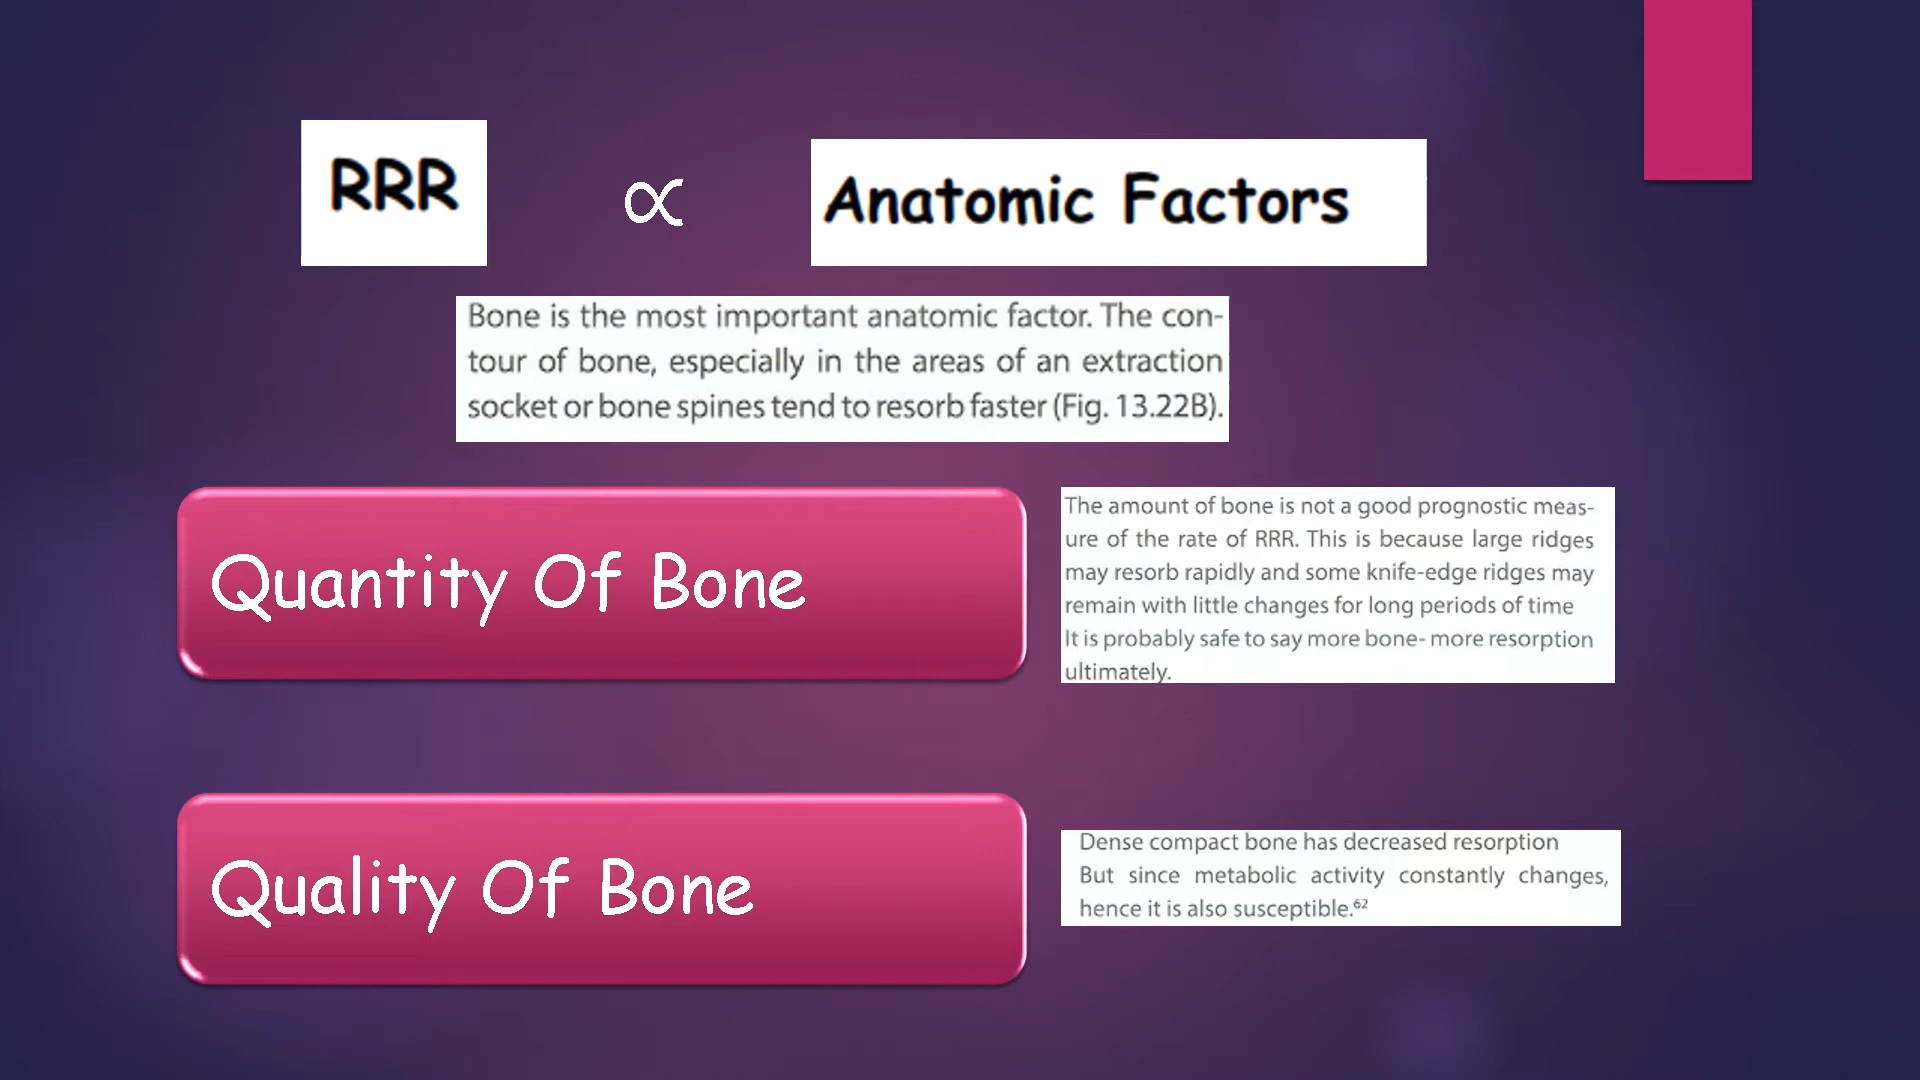 RRR ∝ Anatomic Factors
Bone is the most important anatomic factor. The con-
tour of bone, especially in the areas of an extraction
socket or bone spines tend to resorb faster (Fig. 13.22B).
Quantity Of Bone
The amount of bone is not a good prognostic meas-
ure of the rate of RRR. This is because large ridges
may resorb rapidly and some knife-edge ridges may
remain with little changes for long periods of time
It is probably safe to say more bone- more resorption
ultimately.
Quality Of Bone
Dense compact bone has decreased resorption
But since metabolic activity constantly changes,
hence it is also susceptible.⁶²